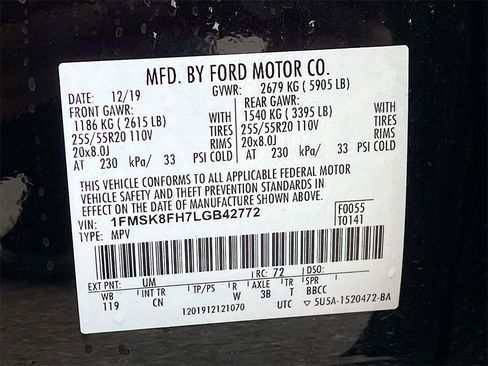 MFD. BY FORD MOTOR CO.
DATE: 12/19 GVWR: 2679 KG ( 5905 LB)
FRONT GAWR: REAR GAWR:
1186 KG ( 2615 LB) WITH 1540 KG ( 3395 LB) WITH
255/55R20 110V TIRES 255/55R20 110V TIRES
20x8.0J RIMS 20x8.0J RIMS
AT 230 kPa/ 33 PSI COLD AT 230 kPa/ 33 PSI COLD
THIS VEHICLE CONFORMS TO ALL APPLICABLE FEDERAL MOTOR
VEHICLE SAFETY AND THEFT PREVENTION STANDARDS IN
EFFECT ON THE DATE OF MANUFACTURE SHOWN ABOVE.
VIN: 1FMSK8FH7LGB42772 F0055
TYPE: MPV T0141
EXT PNT: UM RC: 72 DSO:
WB INT TR TP/PS R AXLE TR SPR
119 CN W 3B T BBCC
1201912121070 UTC ▽ 5U5A-1520472-BA